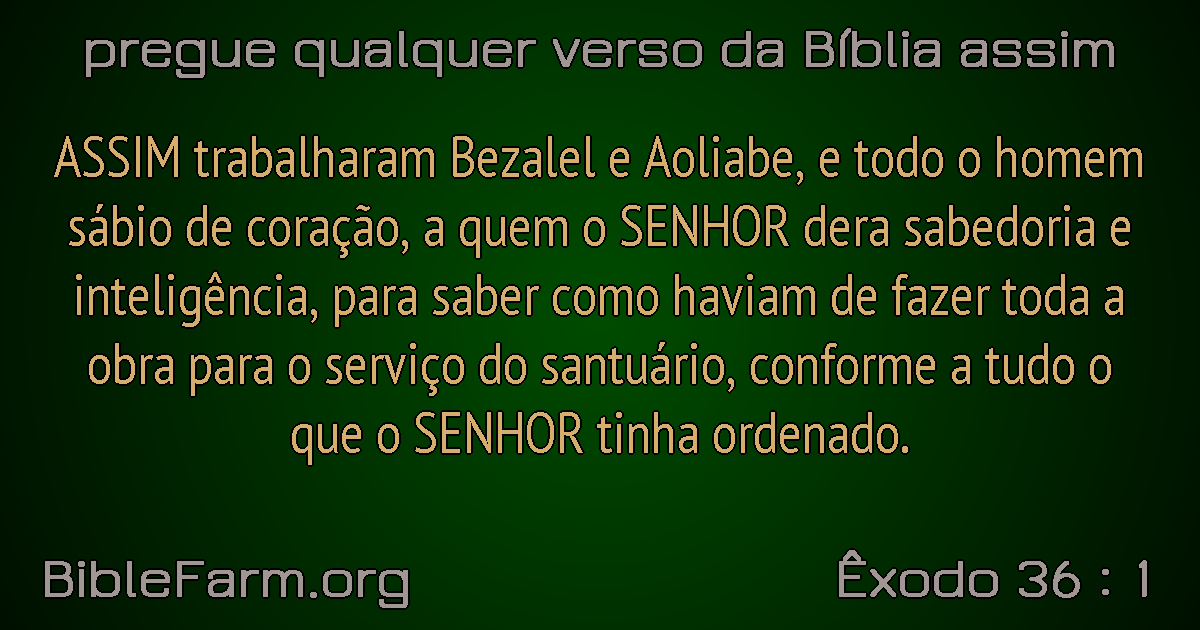 pregue qualquer verso da Bíblia assim
ASSIM trabalharam Bezalel e Aoliabe, e todo o homem
sábio de coração, a quem o SENHOR dera sabedoria e
inteligência, para saber como haviam de fazer toda a
obra para o serviço do santuário, conforme a tudo o
que o SENHOR tinha ordenado.
BibleFarm.org
Êxodo 36 : 1